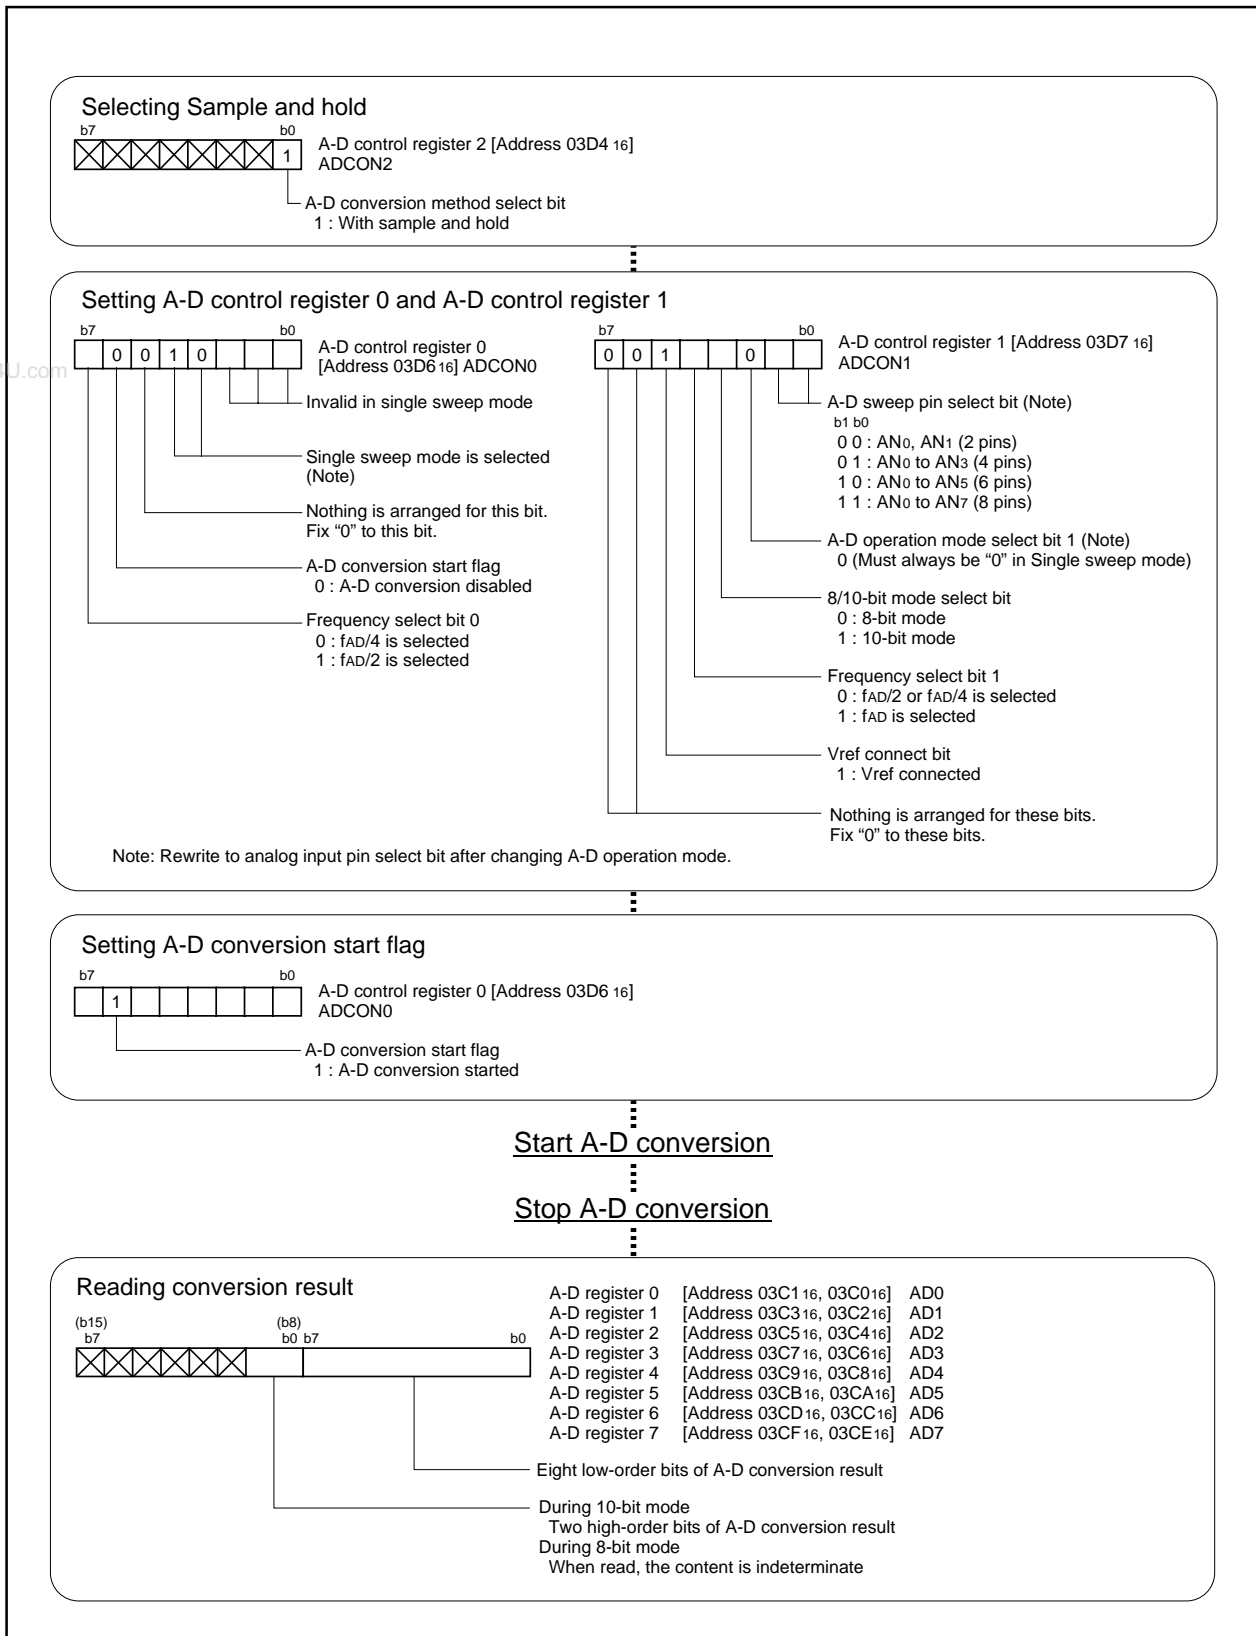 Selecting Sample and hold
b7 b0
1
A-D control register 2 [Address 03D4 16]
ADCON2
A-D conversion method select bit
1 : With sample and hold
Setting A-D control register 0 and A-D control register 1
b7 b0
0 0 1 0
A-D control register 0
[Address 03D6 16] ADCON0
Invalid in single sweep mode
Single sweep mode is selected
(Note)
Nothing is arranged for this bit.
Fix “0” to this bit.
A-D conversion start flag
0 : A-D conversion disabled
Frequency select bit 0
0 : fAD/4 is selected
1 : fAD/2 is selected
b7 b0
0 0 1 0
A-D control register 1 [Address 03D7 16]
ADCON1
A-D sweep pin select bit (Note)
b1 b0
0 0 : AN0, AN1 (2 pins)
0 1 : AN0 to AN3 (4 pins)
1 0 : AN0 to AN5 (6 pins)
1 1 : AN0 to AN7 (8 pins)
A-D operation mode select bit 1 (Note)
0 (Must always be “0” in Single sweep mode)
8/10-bit mode select bit
0 : 8-bit mode
1 : 10-bit mode
Frequency select bit 1
0 : fAD/2 or fAD/4 is selected
1 : fAD is selected
Vref connect bit
1 : Vref connected
Nothing is arranged for these bits.
Fix “0” to these bits.
Note: Rewrite to analog input pin select bit after changing A-D operation mode.
Setting A-D conversion start flag
b7 b0
1
A-D control register 0 [Address 03D6 16]
ADCON0
A-D conversion start flag
1 : A-D conversion started
Start A-D conversion
Stop A-D conversion
Reading conversion result
(b15) (b8)
b7 b0 b7 b0
A-D register 0 [Address 03C1 16, 03C0 16] AD0
A-D register 1 [Address 03C3 16, 03C2 16] AD1
A-D register 2 [Address 03C5 16, 03C4 16] AD2
A-D register 3 [Address 03C7 16, 03C6 16] AD3
A-D register 4 [Address 03C9 16, 03C8 16] AD4
A-D register 5 [Address 03CB 16, 03CA 16] AD5
A-D register 6 [Address 03CD 16, 03CC 16] AD6
A-D register 7 [Address 03CF 16, 03CE 16] AD7
Eight low-order bits of A-D conversion result
During 10-bit mode
Two high-order bits of A-D conversion result
During 8-bit mode
When read, the content is indeterminate